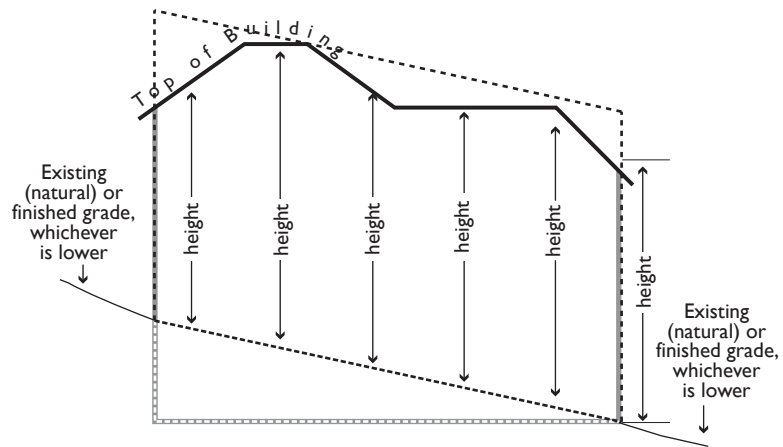 Top of Building
Existing
(natural) or
finished grade,
whichever
is lower
height
height
height
height
height
height
Existing
(natural) or
finished grade,
whichever
is lower